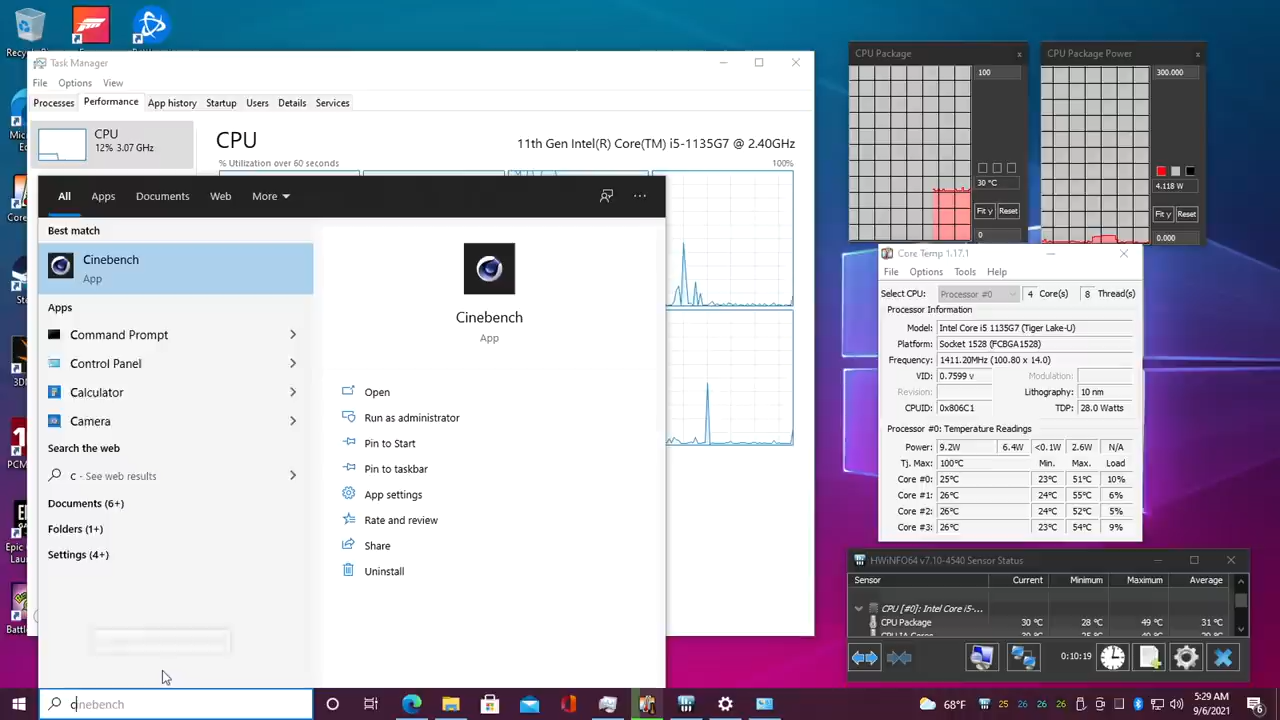 Task Manager
File Options View
Processes Performance App history Startup Users Details Services
CPU
12% 3.07 GHz
CPU
11th Gen Intel(R) Core(TM) i5-1135G7 @ 2.40GHz
% Utilization over 60 seconds
100%
All Apps Documents Web More
Best match
Cinebench
App
Apps
Command Prompt
Control Panel
Calculator
Camera
Search the web
c - See web results
Documents (6+)
Folders (1+)
Settings (4+)
Cinebench
App
Open
Run as administrator
Pin to Start
Pin to taskbar
App settings
Rate and review
Share
Uninstall
CPU Package
100
30 °C
Fit y Reset
0
CPU Package Power
300.000
4.118 W
Fit y Reset
0.000
Core Temp 1.17.1
File Options Tools Help
Select CPU: Processor #0 4 Core(s) 8 Thread(s)
Processor Information
Model: Intel Core i5 1135G7 (Tiger Lake-U)
Platform: Socket 1528 (FCBGA1528)
Frequency: 1411.20MHz (100.80 x 14.0)
VID: 0.7599 v Modulation:
Revision: Lithography: 10 nm
CPUID: 0x806C1 TDP: 28.0 Watts
Processor #0: Temperature Readings
Power: 9.2W 6.4W <0.1W 2.6W N/A
Tj. Max: 100°C Min. Max. Load
Core #0: 25°C 23°C 51°C 10%
Core #1: 26°C 24°C 55°C 6%
Core #2: 26°C 24°C 52°C 5%
Core #3: 26°C 23°C 54°C 9%
HWiNFO64 v7.10-4540 Sensor Status
Sensor Current Minimum Maximum Average
CPU [#0]: Intel Core i5-...
CPU Package 30 °C 28 °C 49 °C 31 °C
0:10:19
cinebench
68°F
25 26 26 26
5:29 AM
9/6/2021
6